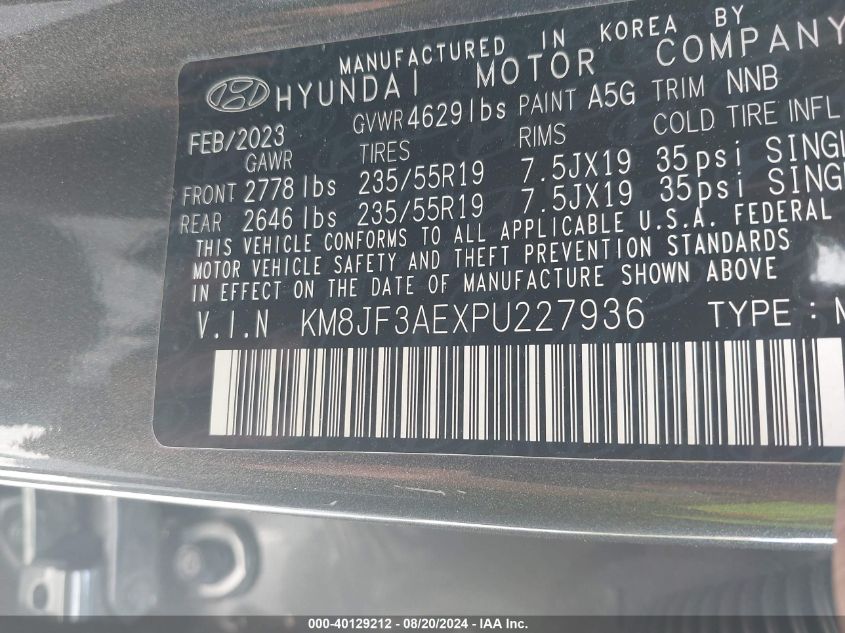 MANUFACTURED IN KOREA BY
HYUNDAI MOTOR COMPANY
FEB/2023 GVWR 4629 lbs PAINT A5G TRIM NNB
GAWR TIRES RIMS COLD TIRE INFL
FRONT 2778 lbs 235/55R19 7.5JX19 35psi SINGL
REAR 2646 lbs 235/55R19 7.5JX19 35psi SING
THIS VEHICLE CONFORMS TO ALL APPLICABLE U.S.A. FEDERAL
MOTOR VEHICLE SAFETY AND THEFT PREVENTION STANDARDS
IN EFFECT ON THE DATE OF MANUFACTURE SHOWN ABOVE
V.I.N KM8JF3AEXPU227936 TYPE: M
000-40129212 - 08/20/2024 - IAA Inc.